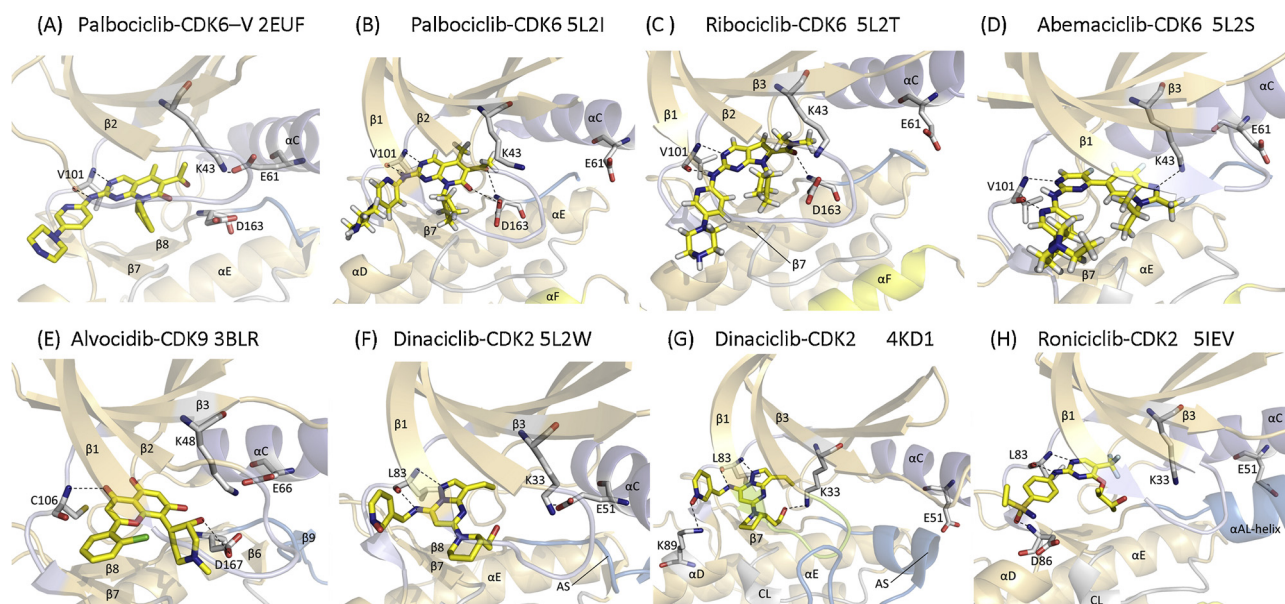 (A) Palbociclib-CDK6–V 2EUF
β2
K43
αC
E61
V101
D163
β8
β7
αE
(B) Palbociclib-CDK6 5L2I
β1
β2
αC
K43
E61
V101
β7
D163
αE
αD
αF
(C) Ribociclib-CDK6 5L2T
β3
β2
αC
K43
E61
V101
D163
β7
αF
(D) Abemaciclib-CDK6 5L2S
β3
αC
β1
E61
K43
V101
β7
αE
(E) Alvocidib-CDK9 3BLR
β3
β1
β2
K48
αC
E66
C106
β9
β6
D167
β8
β7
(F) Dinaciclib-CDK2 5L2W
β1
β3
L83
αC
K33
E51
β8
β7
αE
AS
(G) Dinaciclib-CDK2 4KD1
β1
β3
L83
αC
K33
E51
β7
K89
αD
αE
AS
CL
(H) Roniciclib-CDK2 5IEV
β1
β3
αC
L83
K33
E51
αAL-helix
D86
αE
αD
CL